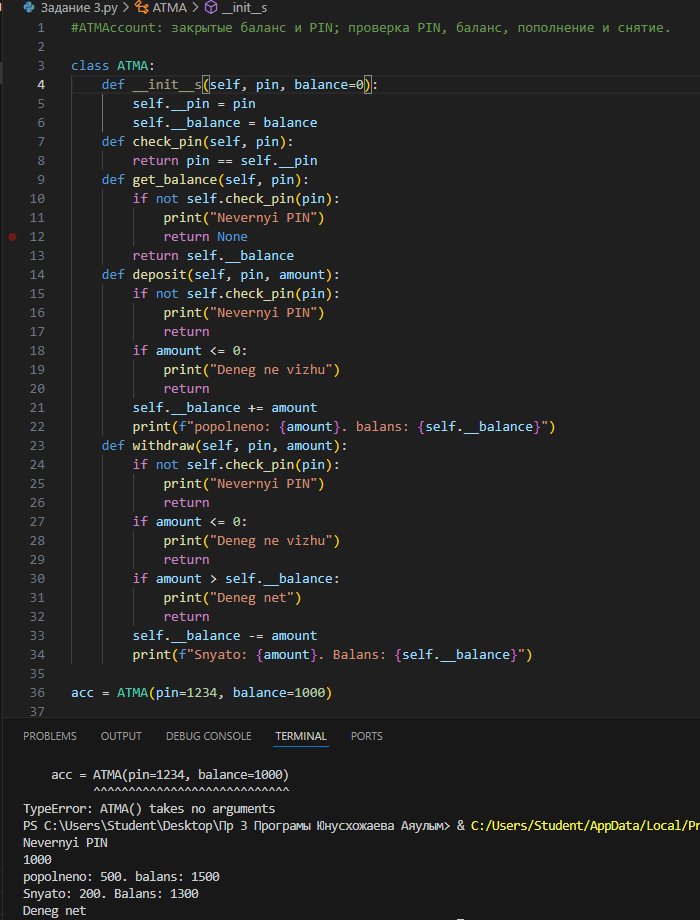 Задание 3.py > ATMA > __init__s
1 #ATMAccount: закрытые баланс и PIN; проверка PIN, баланс, пополнение и снятие.
2
3 class ATMA:
4     def __init__s(self, pin, balance=0):
5         self.__pin = pin
6         self.__balance = balance
7     def check_pin(self, pin):
8         return pin == self.__pin
9     def get_balance(self, pin):
10         if not self.check_pin(pin):
11             print("Nevernyi PIN")
12             return None
13         return self.__balance
14     def deposit(self, pin, amount):
15         if not self.check_pin(pin):
16             print("Nevernyi PIN")
17             return
18         if amount <= 0:
19             print("Deneg ne vizhu")
20             return
21         self.__balance += amount
22         print(f"popolneno: {amount}. balans: {self.__balance}")
23     def withdraw(self, pin, amount):
24         if not self.check_pin(pin):
25             print("Nevernyi PIN")
26             return
27         if amount <= 0:
28             print("Deneg ne vizhu")
29             return
30         if amount > self.__balance:
31             print("Deneg net")
32             return
33         self.__balance -= amount
34         print(f"Snyato: {amount}. Balans: {self.__balance}")
35
36 acc = ATMA(pin=1234, balance=1000)
37
PROBLEMS OUTPUT DEBUG CONSOLE TERMINAL PORTS
acc = ATMA(pin=1234, balance=1000)
^^^^^^^^^^^^^^^^^^^^^^^^^^^
TypeError: ATMA() takes no arguments
PS C:\Users\Student\Desktop\Пр 3 Програмы Юнусхожаева Аяулым> & C:/Users/Student/AppData/Local/Pr
Nevernyi PIN
1000
popolneno: 500. balans: 1500
Snyato: 200. Balans: 1300
Deneg net